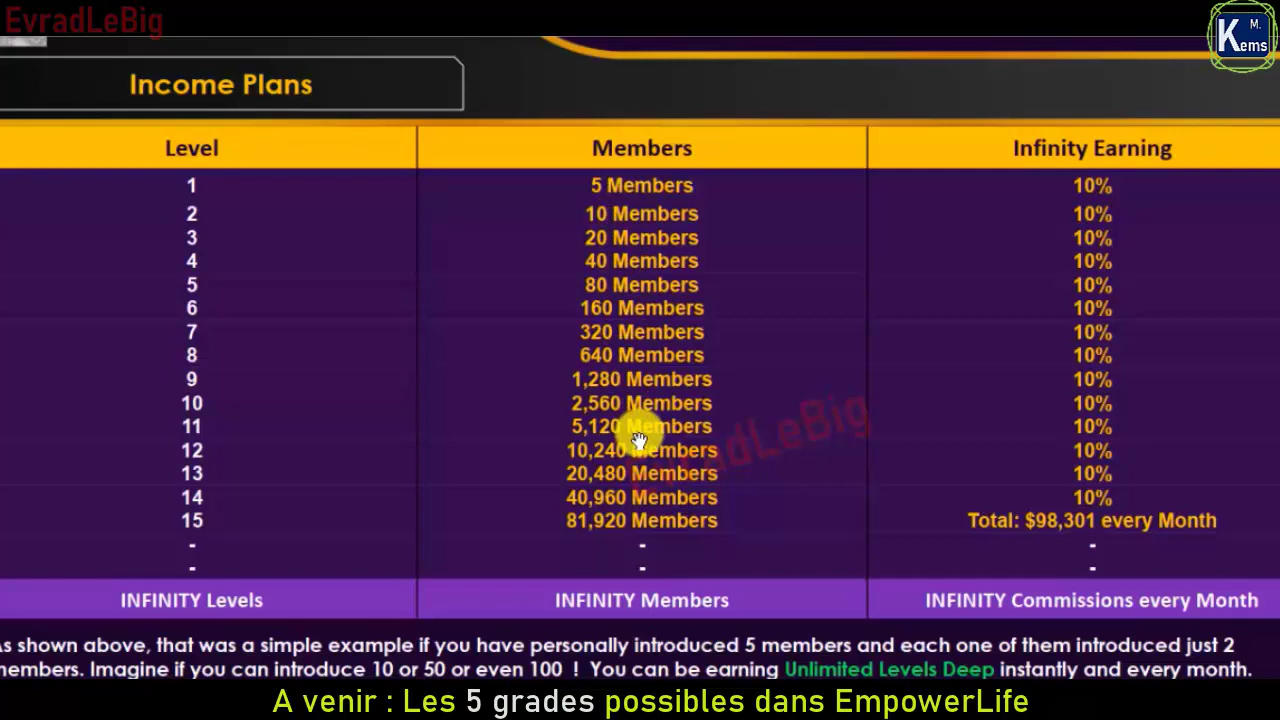 EvradLeBig
M.
Kems
Income Plans
Level Members Infinity Earning
1 5 Members 10%
2 10 Members 10%
3 20 Members 10%
4 40 Members 10%
5 80 Members 10%
6 160 Members 10%
7 320 Members 10%
8 640 Members 10%
9 1,280 Members 10%
10 2,560 Members 10%
11 5,120 Members 10%
12 10,240 Members 10%
13 20,480 Members 10%
14 40,960 Members 10%
15 81,920 Members Total: $98,301 every Month
- - -
- - -
EvradLeBig
INFINITY Levels INFINITY Members INFINITY Commissions every Month
As shown above, that was a simple example if you have personally introduced 5 members and each one of them introduced just 2
members. Imagine if you can introduce 10 or 50 or even 100 ! You can be earning Unlimited Levels Deep instantly and every month.
A venir : Les 5 grades possibles dans EmpowerLife